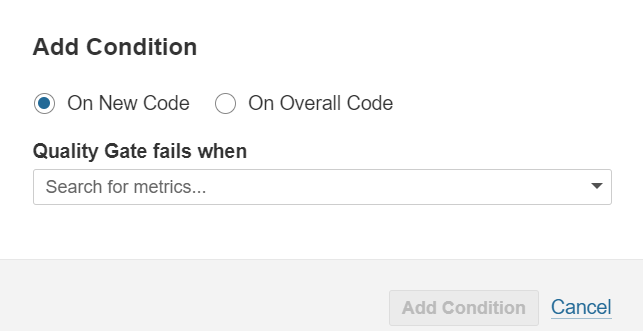 Add Condition
On New Code On Overall Code
Quality Gate fails when
Search for metrics...
Add Condition Cancel